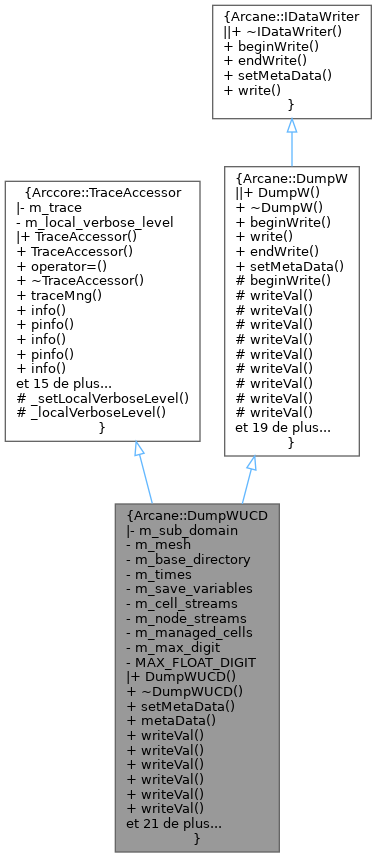 {Arcane::IDataWriter
||+ ~IDataWriter()
+ beginWrite()
+ endWrite()
+ setMetaData()
+ write()
}
{Arcane::DumpW
||+ DumpW()
+ ~DumpW()
+ beginWrite()
+ write()
+ endWrite()
+ setMetaData()
# beginWrite()
# writeVal()
# writeVal()
# writeVal()
# writeVal()
# writeVal()
# writeVal()
# writeVal()
# writeVal()
# writeVal()
et 19 de plus...
}
{Arccore::TraceAccessor
|- m_trace
- m_local_verbose_level
|+ TraceAccessor()
+ TraceAccessor()
+ operator=()
+ ~TraceAccessor()
+ traceMng()
+ info()
+ pinfo()
+ info()
+ pinfo()
+ info()
et 15 de plus...
# _setLocalVerboseLevel()
# _localVerboseLevel()
}
{Arcane::DumpWUCD
|- m_sub_domain
- m_mesh
- m_base_directory
- m_times
- m_save_variables
- m_cell_streams
- m_node_streams
- m_managed_cells
- m_max_digit
- MAX_FLOAT_DIGIT
|+ DumpWUCD()
+ ~DumpWUCD()
+ setMetaData()
+ metaData()
+ writeVal()
+ writeVal()
+ writeVal()
+ writeVal()
+ writeVal()
+ writeVal()
et 21 de plus...
}